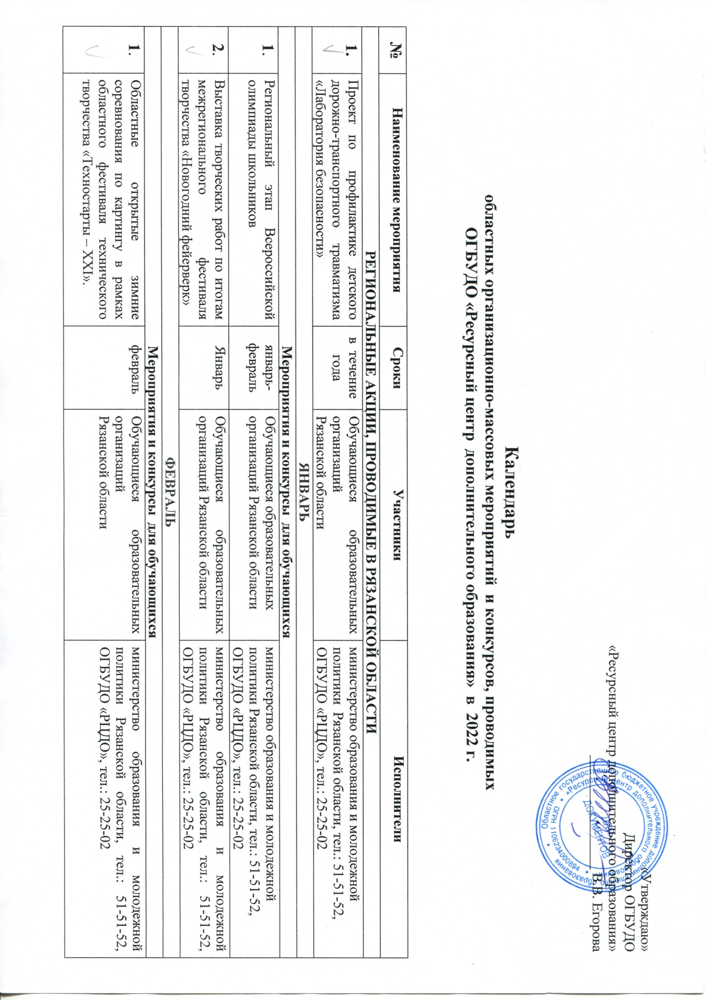 «Утверждаю»
Директор ОГБУДО
«Ресурсный центр дополнительного образования»
В.В. Егорова
Областное государственное бюджетное учреждение дополнительного образования
«Ресурсный центр дополнительного образования»
ОГРН 1106234000894
ДОКУМЕНТОВ
Календарь
областных организационно-массовых мероприятий и конкурсов, проводимых
ОГБУДО «Ресурсный центр дополнительного образования» в 2022 г.
№ Наименование мероприятия Сроки Участники Исполнители
РЕГИОНАЛЬНЫЕ АКЦИИ, ПРОВОДИМЫЕ В РЯЗАНСКОЙ ОБЛАСТИ
1. Проект по профилактике детского в течение Обучающиеся образовательных министерство образования и молодежной
дорожно-транспортного травматизма года организаций политики Рязанской области, тел.: 51-51-52,
«Лаборатория безопасности» Рязанской области ОГБУДО «РЦДО», тел.: 25-25-02
ЯНВАРЬ
Мероприятия и конкурсы для обучающихся
1. Региональный этап Всероссийской январь- Обучающиеся образовательных министерство образования и молодежной
олимпиады школьников февраль организаций Рязанской области политики Рязанской области, тел.: 51-51-52,
ОГБУДО «РЦДО», тел.: 25-25-02
2. Выставка творческих работ по итогам Январь Обучающиеся образовательных министерство образования и молодежной
межрегионального фестиваля организаций Рязанской области политики Рязанской области, тел.: 51-51-52,
творчества «Новогодний фейерверк» ОГБУДО «РЦДО», тел.: 25-25-02
ФЕВРАЛЬ
Мероприятия и конкурсы для обучающихся
1. Областные открытые зимние февраль Обучающиеся образовательных министерство образования и молодежной
соревнования по картингу в рамках организаций политики Рязанской области, тел.: 51-51-52,
областного фестиваля технического Рязанской области ОГБУДО «РЦДО», тел.: 25-25-02
творчества «Техностарты – XXI».